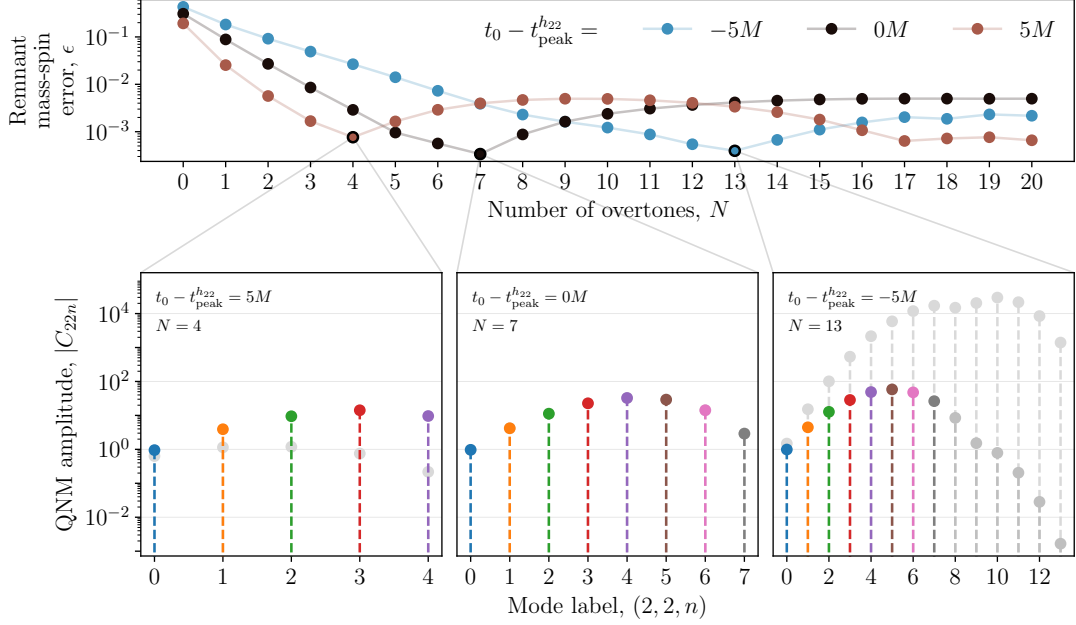 Remnant
mass-spin
error, ϵ
10⁻¹
10⁻²
10⁻³
t₀ − t^{h₂₂}_{peak} = −5M 0M 5M
0 1 2 3 4 5 6 7 8 9 10 11 12 13 14 15 16 17 18 19 20
Number of overtones, N
QNM amplitude, |C₂₂ₙ|
10⁴
10²
10⁰
10⁻²
t₀ − t^{h₂₂}_{peak} = 5M
N = 4
0 1 2 3 4
t₀ − t^{h₂₂}_{peak} = 0M
N = 7
0 1 2 3 4 5 6 7
t₀ − t^{h₂₂}_{peak} = −5M
N = 13
0 2 4 6 8 10 12
Mode label, (2, 2, n)